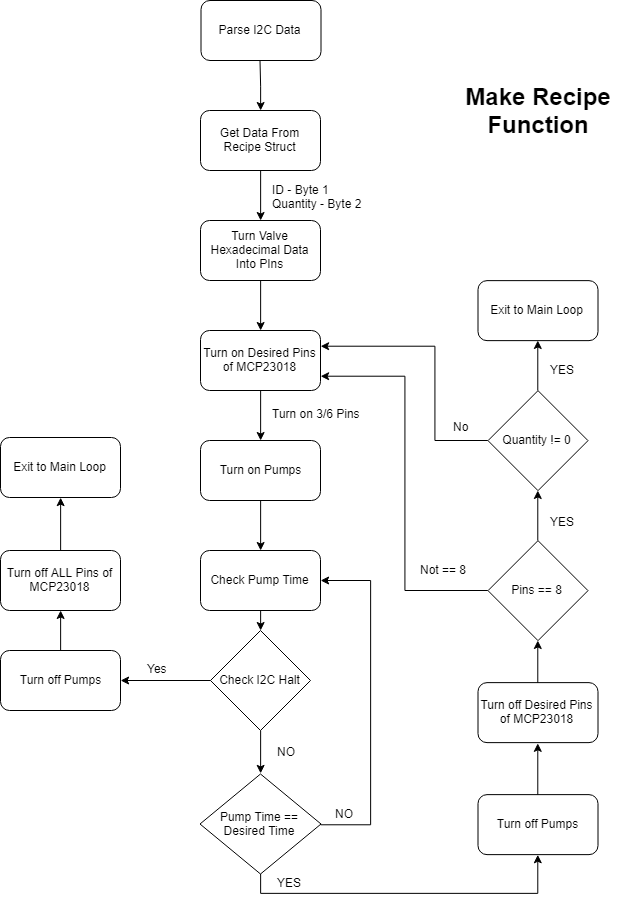 Parse I2C Data
Make Recipe
Function
Get Data From
Recipe Struct
ID - Byte 1
Quantity - Byte 2
Turn Valve
Hexadecimal Data
Into PIns
Exit to Main Loop
Turn on Desired Pins
of MCP23018
YES
Turn on 3/6 Pins
No
Quantity != 0
Exit to Main Loop
Turn on Pumps
YES
Turn off ALL Pins of
MCP23018
Check Pump Time
Not == 8
Pins == 8
Yes
Turn off Pumps
Check I2C Halt
Turn off Desired Pins
of MCP23018
NO
Pump Time ==
Desired Time
NO
Turn off Pumps
YES